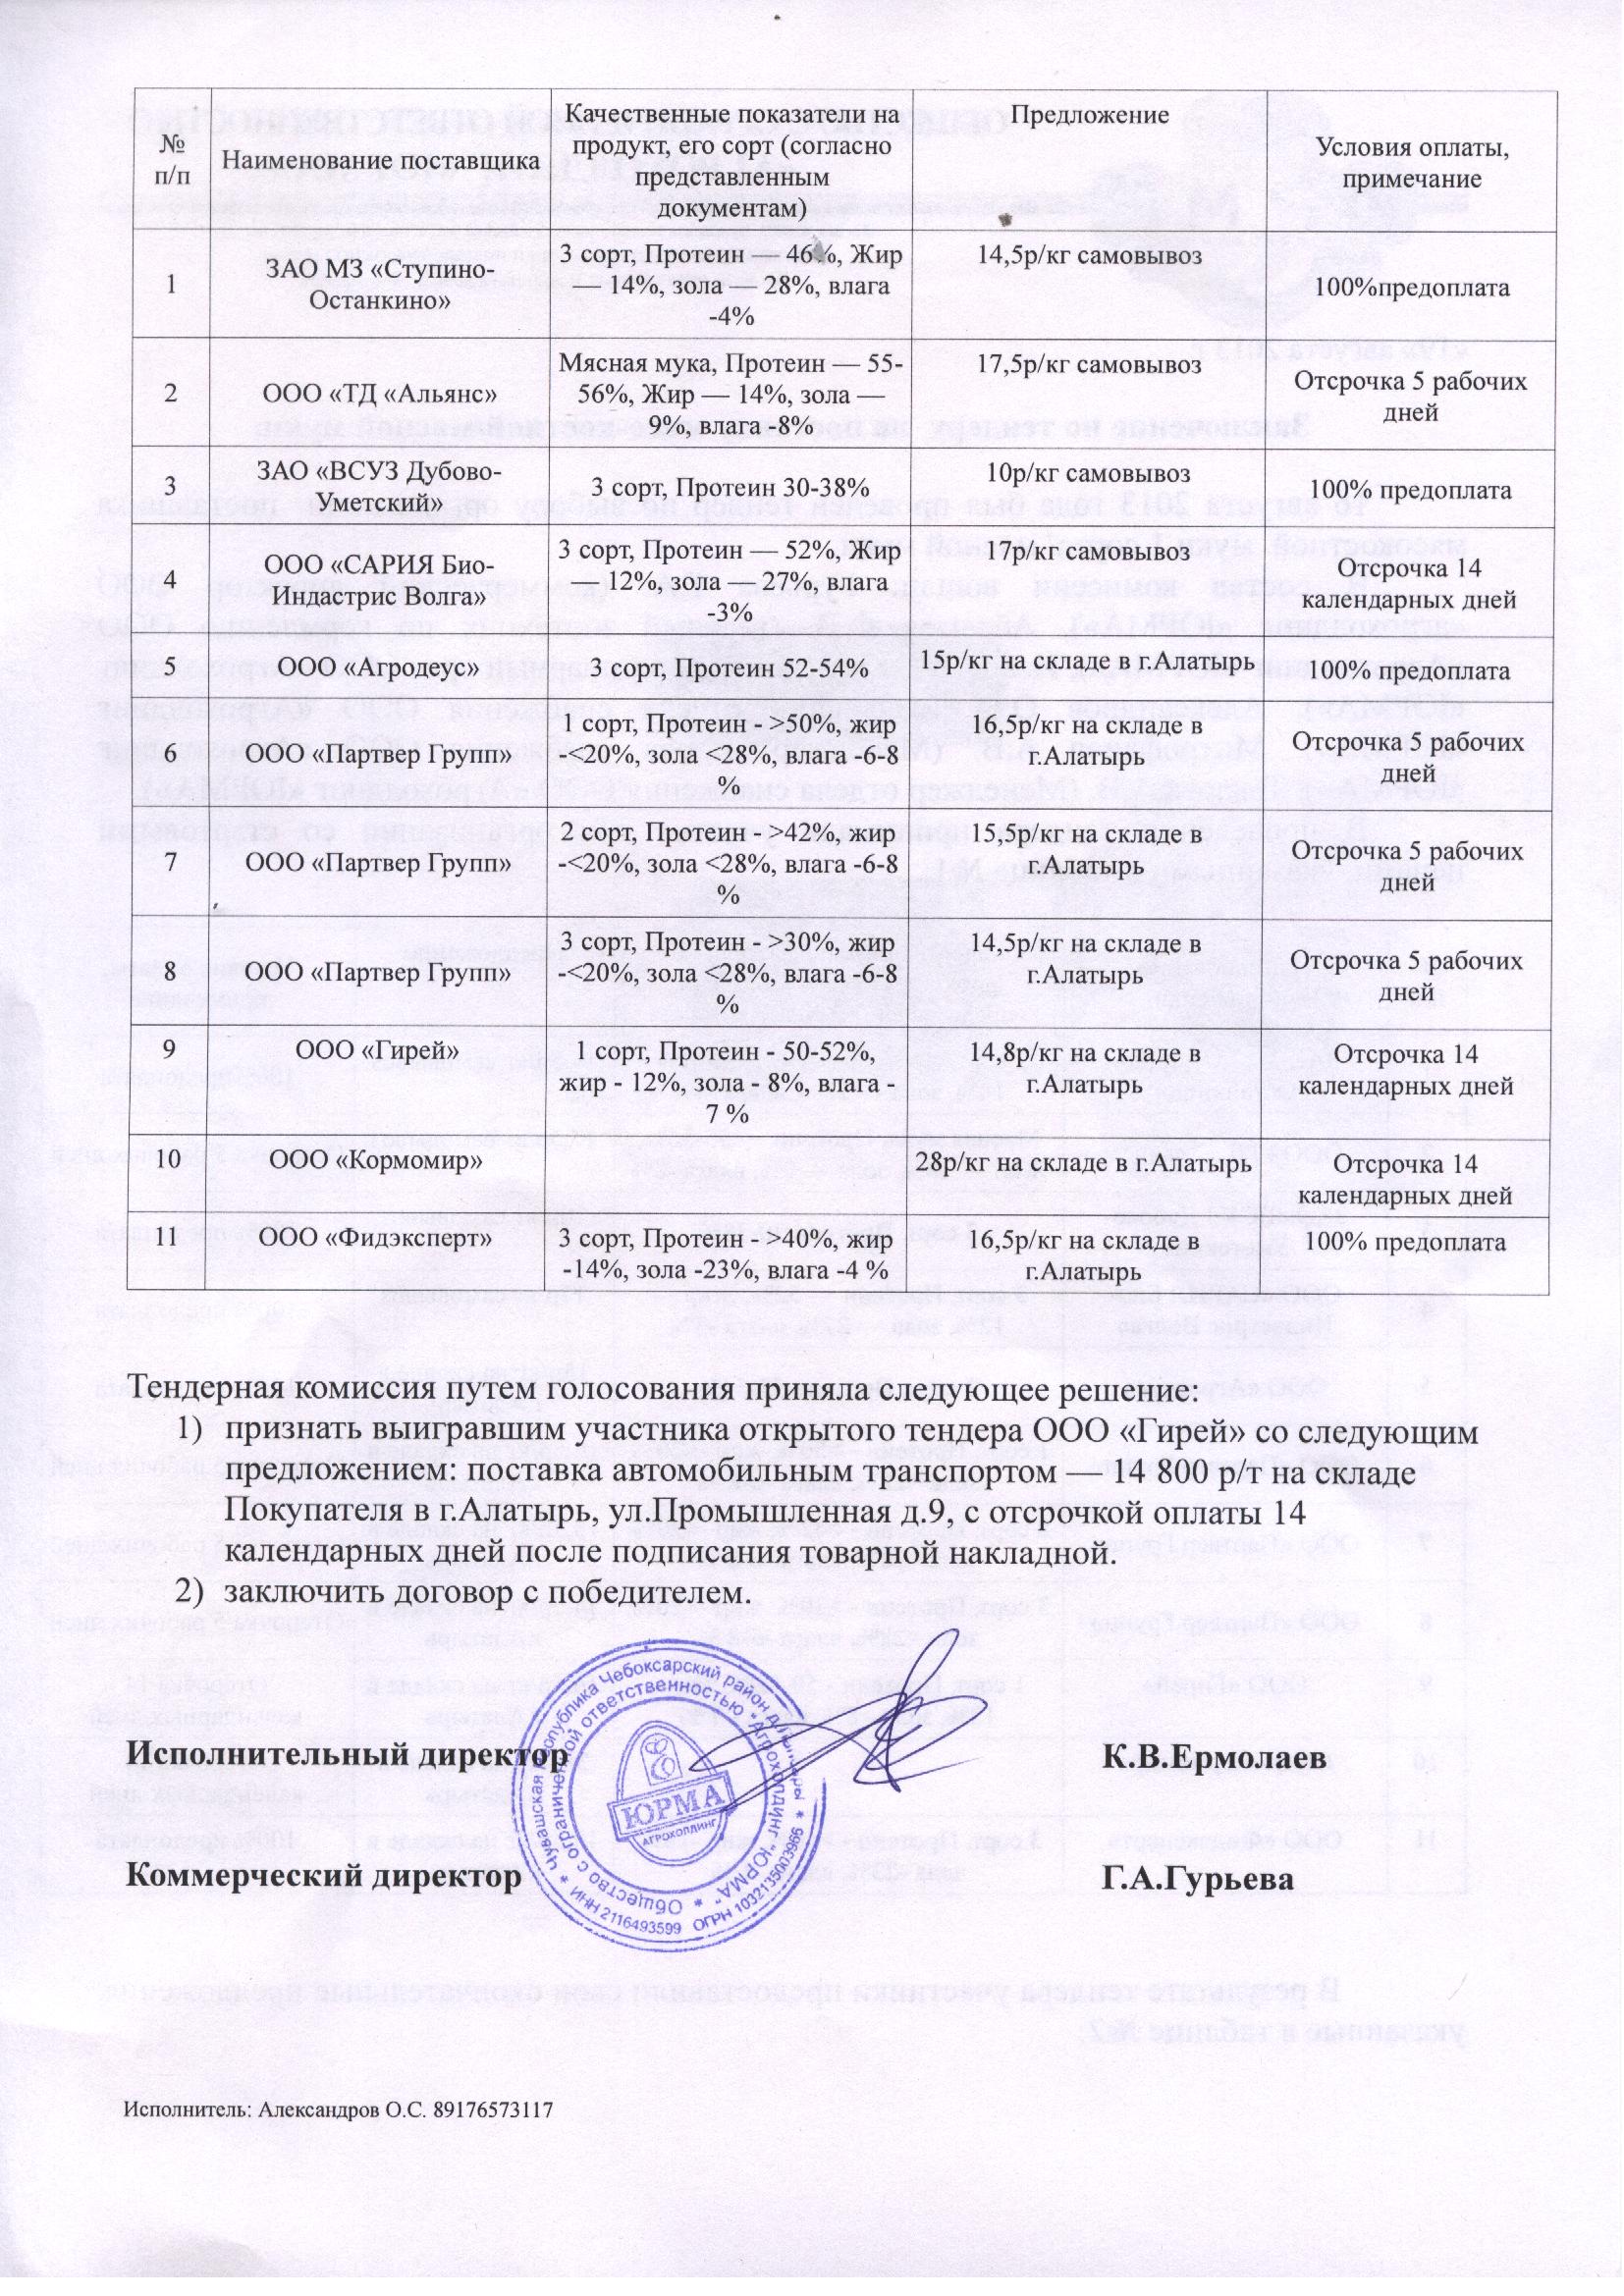 №
п/п
Наименование поставщика
Качественные показатели на
продукт, его сорт (согласно
представленным
документам)
Предложение
Условия оплаты,
примечание
1
ЗАО МЗ «Ступино-
Останкино»
3 сорт, Протеин — 46%, Жир
— 14%, зола — 28%, влага
-4%
14,5р/кг самовывоз
100%предоплата
2
ООО «ТД «Альянс»
Мясная мука, Протеин — 55-
56%, Жир — 14%, зола —
9%, влага -8%
17,5р/кг самовывоз
Отсрочка 5 рабочих
дней
3
ЗАО «ВСУЗ Дубово-
Уметский»
3 сорт, Протеин 30-38%
10р/кг самовывоз
100% предоплата
4
ООО «САРИЯ Био-
Индастрис Волга»
3 сорт, Протеин — 52%, Жир
— 12%, зола — 27%, влага
-3%
17р/кг самовывоз
Отсрочка 14
календарных дней
5
ООО «Агродеус»
3 сорт, Протеин 52-54%
15р/кг на складе в г.Алатырь
100% предоплата
6
ООО «Партвер Групп»
1 сорт, Протеин - >50%, жир
-<20%, зола <28%, влага -6-8
%
16,5р/кг на складе в
г.Алатырь
Отсрочка 5 рабочих
дней
7
ООО «Партвер Групп»
2 сорт, Протеин - >42%, жир
-<20%, зола <28%, влага -6-8
%
15,5р/кг на складе в
г.Алатырь
Отсрочка 5 рабочих
дней
8
ООО «Партвер Групп»
3 сорт, Протеин - >30%, жир
-<20%, зола <28%, влага -6-8
%
14,5р/кг на складе в
г.Алатырь
Отсрочка 5 рабочих
дней
9
ООО «Гирей»
1 сорт, Протеин - 50-52%,
жир - 12%, зола - 8%, влага -
7 %
14,8р/кг на складе в
г.Алатырь
Отсрочка 14
календарных дней
10
ООО «Кормомир»
28р/кг на складе в г.Алатырь
Отсрочка 14
календарных дней
11
ООО «Фидэксперт»
3 сорт, Протеин - >40%, жир
-14%, зола -23%, влага -4 %
16,5р/кг на складе в
г.Алатырь
100% предоплата
Тендерная комиссия путем голосования приняла следующее решение:
1) признать выигравшим участника открытого тендера ООО «Гирей» со следующим
предложением: поставка автомобильным транспортом — 14 800 р/т на складе
Покупателя в г.Алатырь, ул.Промышленная д.9, с отсрочкой оплаты 14
календарных дней после подписания товарной накладной.
2) заключить договор с победителем.
Исполнительный директор
К.В.Ермолаев
Чувашская Республика Чебоксарский район
* ИНН 2116493599 ОГРН 1032135003966 *
Общество с ограниченной ответственностью "Агрохолдинг "ЮРМА" *
ЮРМА
АГРОХОЛДИНГ
Коммерческий директор
Г.А.Гурьева
Исполнитель: Александров О.С. 89176573117